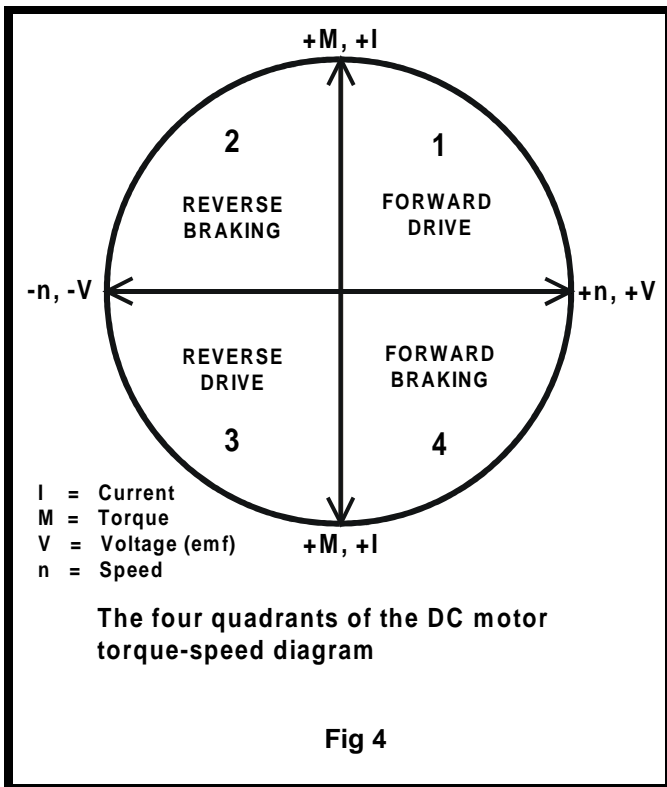 +M, +I
2
1
REVERSE
BRAKING
FORWARD
DRIVE
-n, -V
+n, +V
REVERSE
DRIVE
FORWARD
BRAKING
3
4
I = Current
M = Torque
V = Voltage (emf)
n = Speed
+M, +I
The four quadrants of the DC motor
torque-speed diagram
Fig 4